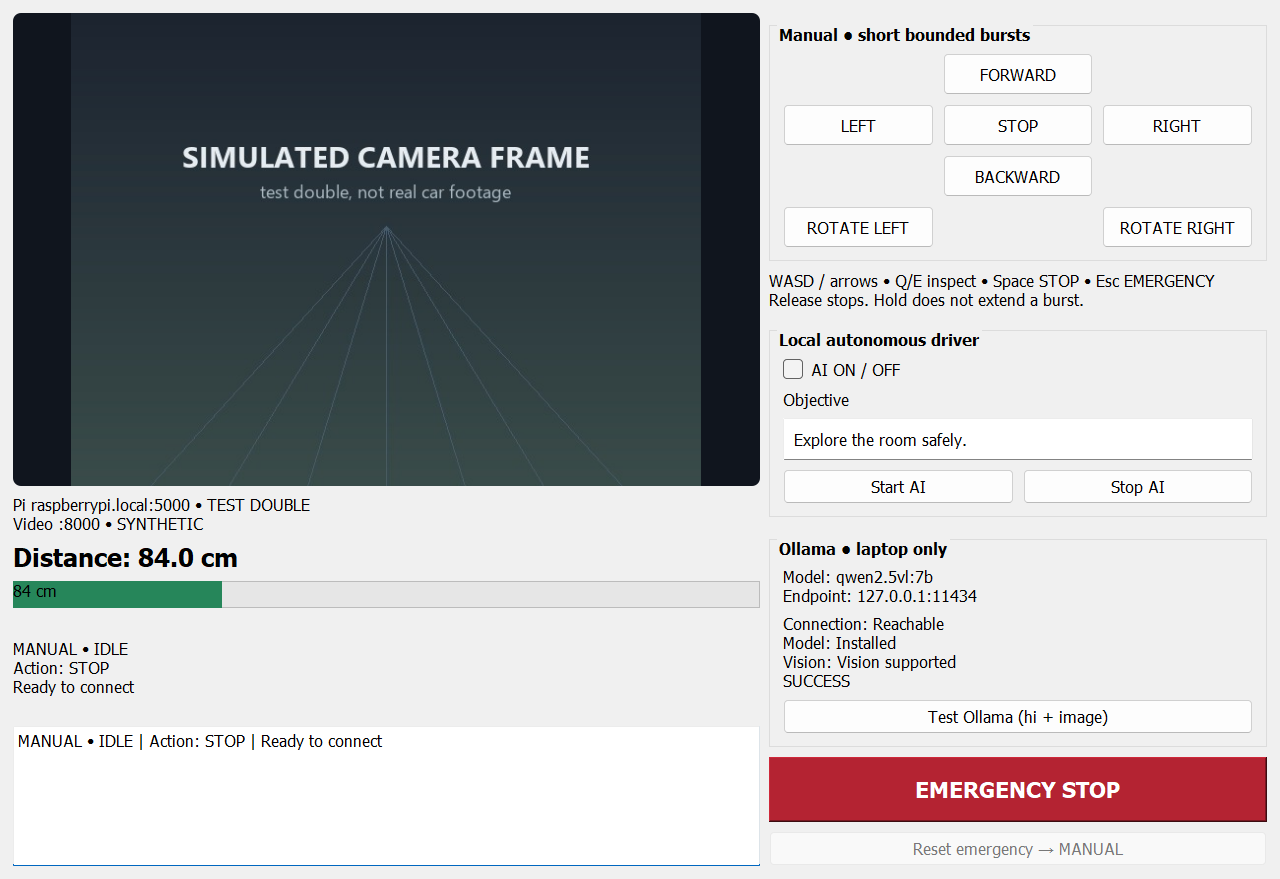 SIMULATED CAMERA FRAME
test double, not real car footage
Pi raspberrypi.local:5000 • TEST DOUBLE
Video :8000 • SYNTHETIC
Distance: 84.0 cm
84 cm
MANUAL • IDLE
Action: STOP
Ready to connect
MANUAL • IDLE | Action: STOP | Ready to connect
Manual • short bounded bursts
FORWARD
LEFT STOP RIGHT
BACKWARD
ROTATE LEFT ROTATE RIGHT
WASD / arrows • Q/E inspect • Space STOP • Esc EMERGENCY
Release stops. Hold does not extend a burst.
Local autonomous driver
AI ON / OFF
Objective
Explore the room safely.
Start AI Stop AI
Ollama • laptop only
Model: qwen2.5vl:7b
Endpoint: 127.0.0.1:11434
Connection: Reachable
Model: Installed
Vision: Vision supported
SUCCESS
Test Ollama (hi + image)
EMERGENCY STOP
Reset emergency → MANUAL